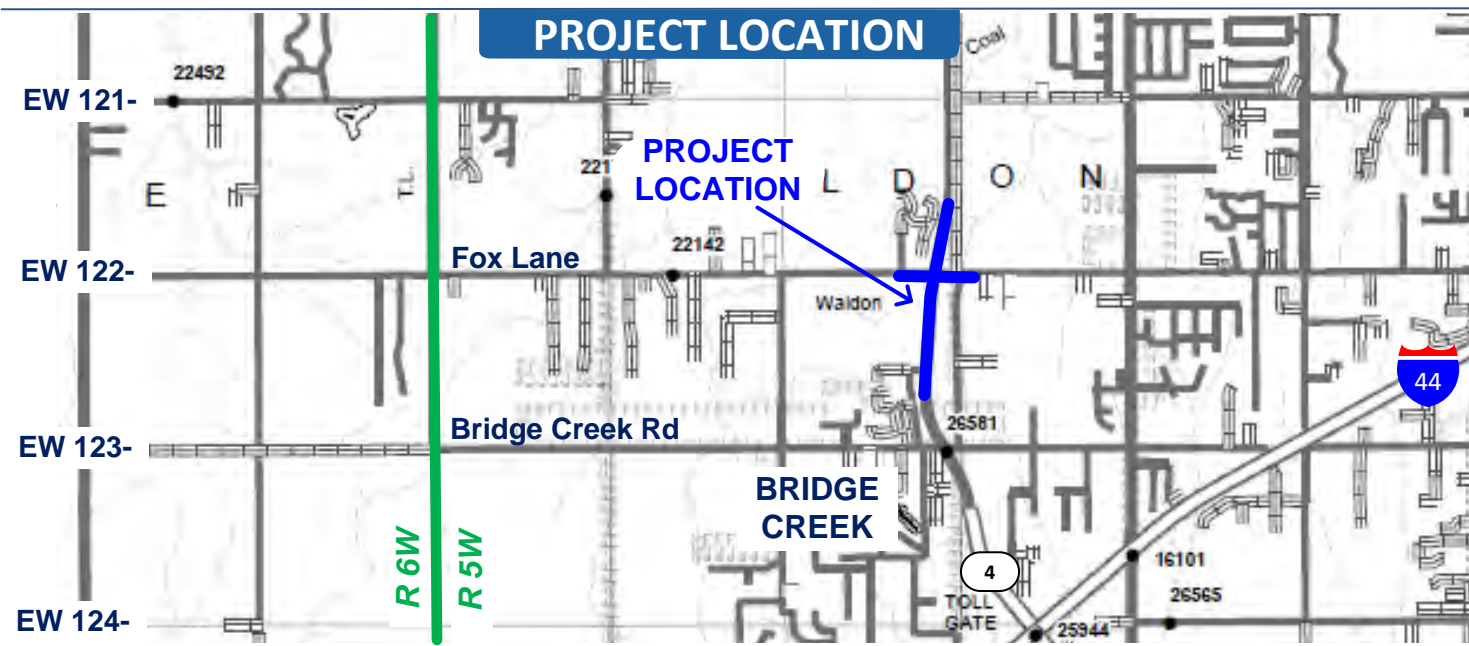 PROJECT LOCATION
Coal
22492
EW 121-
PROJECT
LOCATION
221
E
T.L.
L D O N
22142
Fox Lane
EW 122-
Waldon
44
Bridge Creek Rd
26581
EW 123-
BRIDGE
CREEK
R 6W
R 5W
4
16101
26565
TOLL
GATE
25944
EW 124-